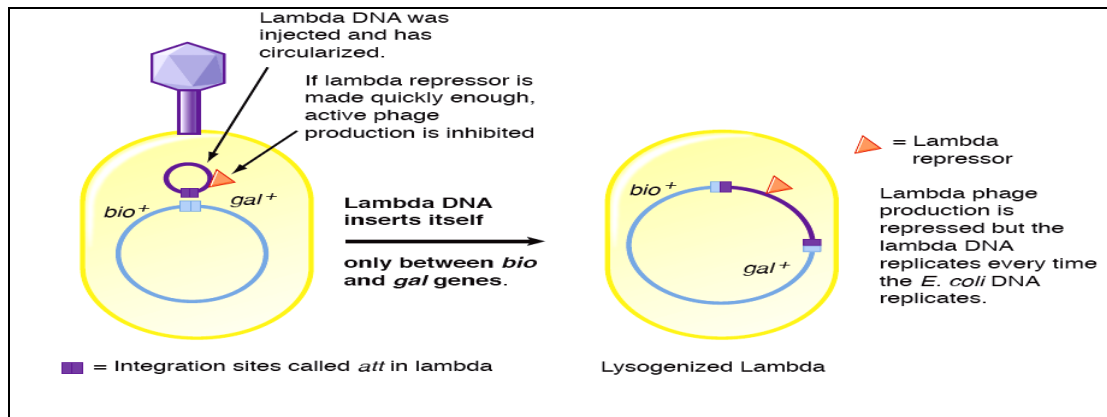 Lambda DNA was
injected and has
circularized.
If lambda repressor is
made quickly enough,
active phage
production is inhibited
bio+
gal+
Lambda DNA
inserts itself
only between bio
and gal genes.
bio+
gal+
= Lambda
repressor
Lambda phage
production is
repressed but the
lambda DNA
replicates every time
the E. coli DNA
replicates.
= Integration sites called att in lambda
Lysogenized Lambda